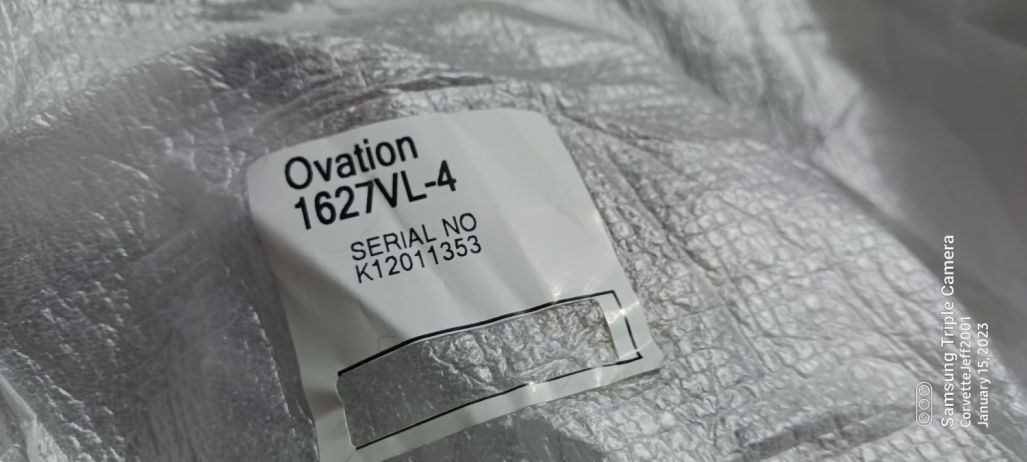 Ovation
1627VL-4
SERIAL NO
K12011353
Samsung Triple Camera
CorvetteJeff2001
January 15,2023